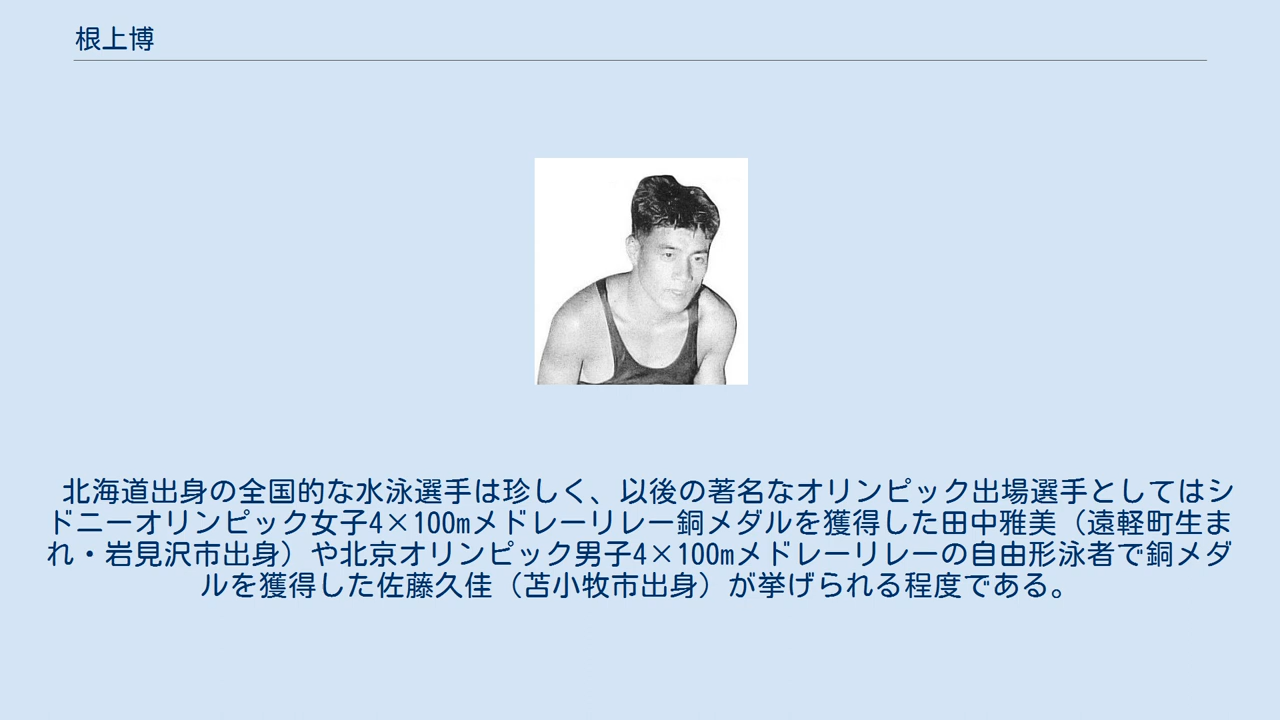 根上博
北海道出身の全国的な水泳選手は珍しく、以後の著名なオリンピック出場選手としてはシ
ドニーオリンピック女子4×100mメドレーリレー銅メダルを獲得した田中雅美（遠軽町生ま
れ・岩見沢市出身）や北京オリンピック男子4×100mメドレーリレーの自由形泳者で銅メダ
ルを獲得した佐藤久佳（苫小牧市出身）が挙げられる程度である。